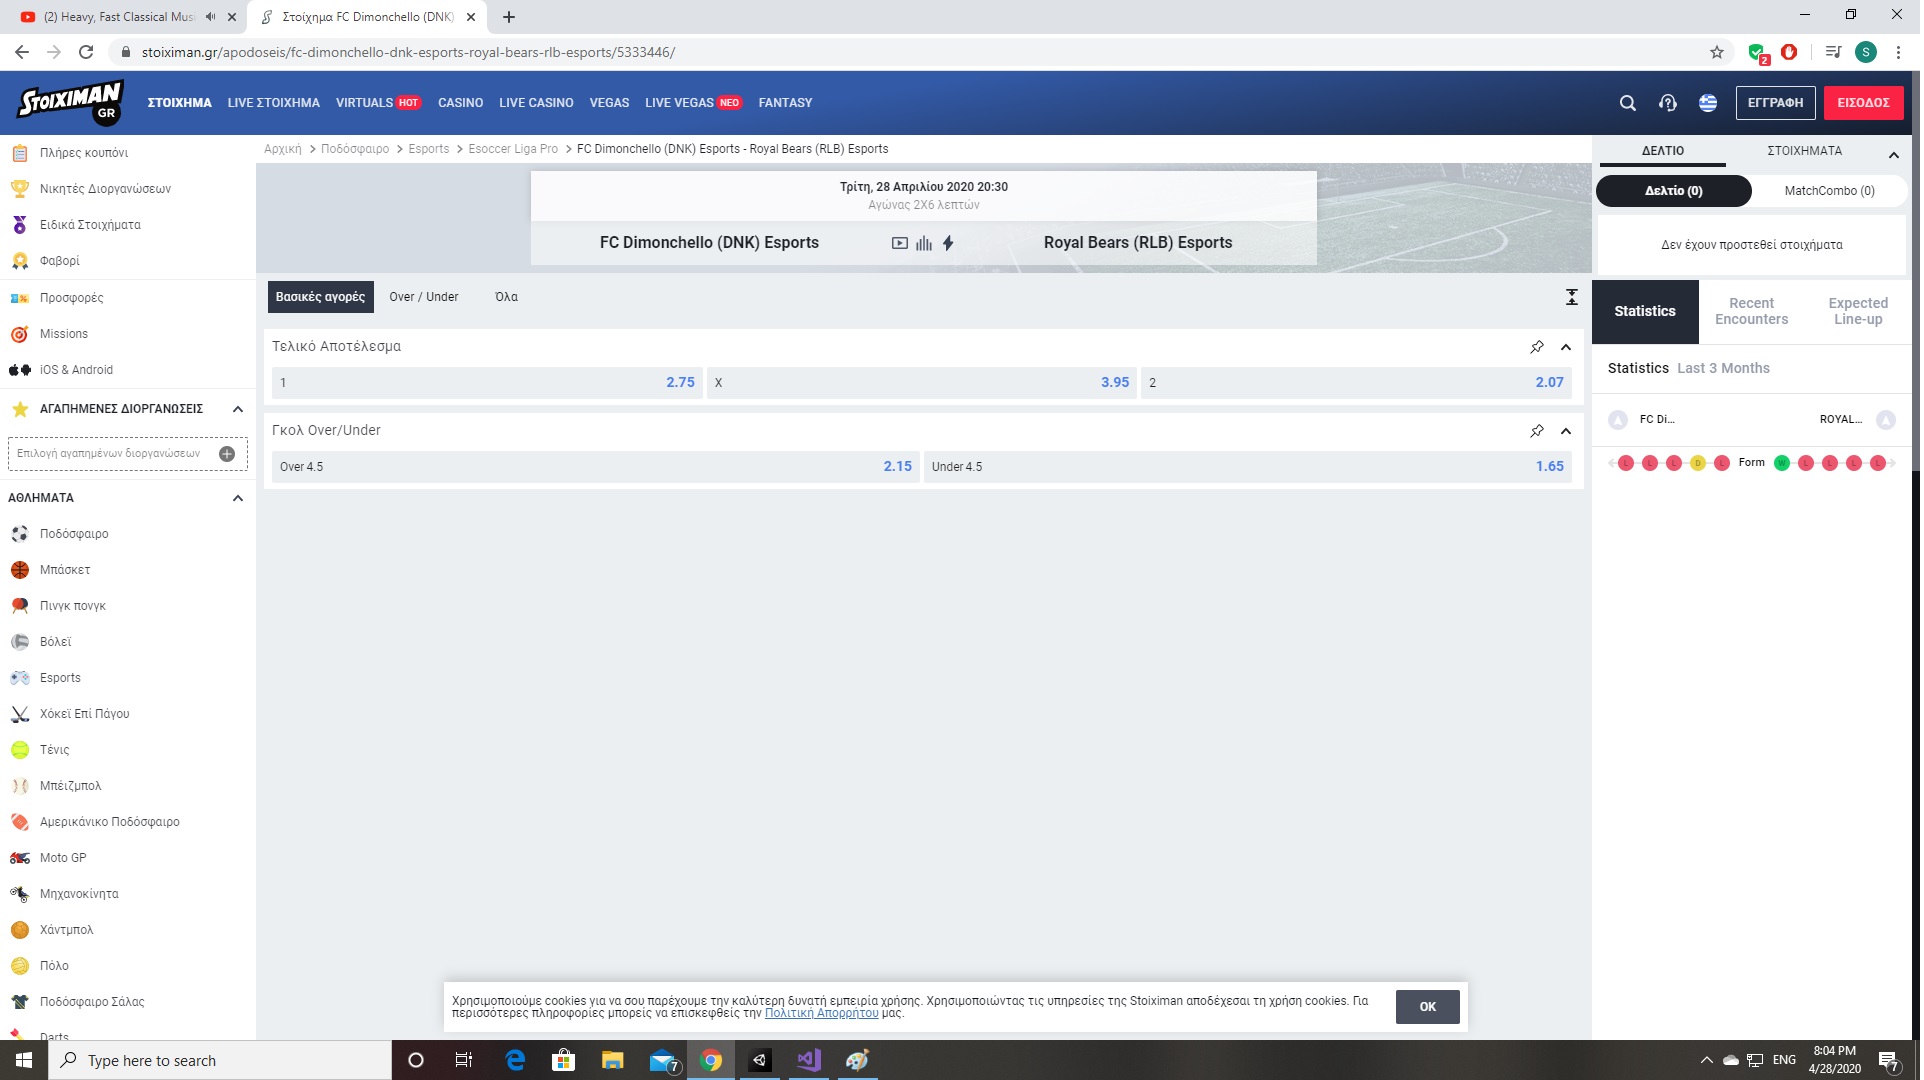 (2) Heavy, Fast Classical Mus
Στοίχημα FC Dimonchello (DNK)
stoiximan.gr/apodoseis/fc-dimonchello-dnk-esports-royal-bears-rlb-esports/5333446/
2
S
STOIXIMAN GR
ΣΤΟΙΧΗΜΑ
LIVE ΣΤΟΙΧΗΜΑ
VIRTUALS HOT
CASINO
LIVE CASINO
VEGAS
LIVE VEGAS ΝΕΟ
FANTASY
ΕΓΓΡΑΦΗ
ΕΙΣΟΔΟΣ
Πλήρες κουπόνι
Νικητές Διοργανώσεων
Ειδικά Στοιχήματα
Φαβορί
Προσφορές
Missions
iOS & Android
ΑΓΑΠΗΜΕΝΕΣ ΔΙΟΡΓΑΝΩΣΕΙΣ
Επιλογή αγαπημένων διοργανώσεων
ΑΘΛΗΜΑΤΑ
Ποδόσφαιρο
Μπάσκετ
Πινγκ πονγκ
Βόλεϊ
Esports
Χόκεϊ Επί Πάγου
Τένις
Μπέιζμπολ
Αμερικάνικο Ποδόσφαιρο
Moto GP
Μηχανοκίνητα
Χάντμπολ
Πόλο
Ποδόσφαιρο Σάλας
Darts
Αρχική > Ποδόσφαιρο > Esports > Esoccer Liga Pro > FC Dimonchello (DNK) Esports - Royal Bears (RLB) Esports
Τρίτη, 28 Απριλίου 2020 20:30
Αγώνας 2X6 λεπτών
FC Dimonchello (DNK) Esports
Royal Bears (RLB) Esports
Βασικές αγορές
Over / Under
Όλα
Τελικό Αποτέλεσμα
1 2.75
X 3.95
2 2.07
Γκολ Over/Under
Over 4.5 2.15
Under 4.5 1.65
ΔΕΛΤΙΟ
ΣΤΟΙΧΗΜΑΤΑ
Δελτίο (0)
MatchCombo (0)
Δεν έχουν προστεθεί στοιχήματα
Statistics
Recent Encounters
Expected Line-up
Statistics Last 3 Months
FC Di...
ROYAL...
L L L D L Form W L L L L
Χρησιμοποιούμε cookies για να σου παρέχουμε την καλύτερη δυνατή εμπειρία χρήσης. Χρησιμοποιώντας τις υπηρεσίες της Stoiximan αποδέχεσαι τη χρήση cookies. Για
περισσότερες πληροφορίες μπορείς να επισκεφθείς την Πολιτική Απορρήτου μας.
OK
Type here to search
7
ENG
8:04 PM
4/28/2020
7